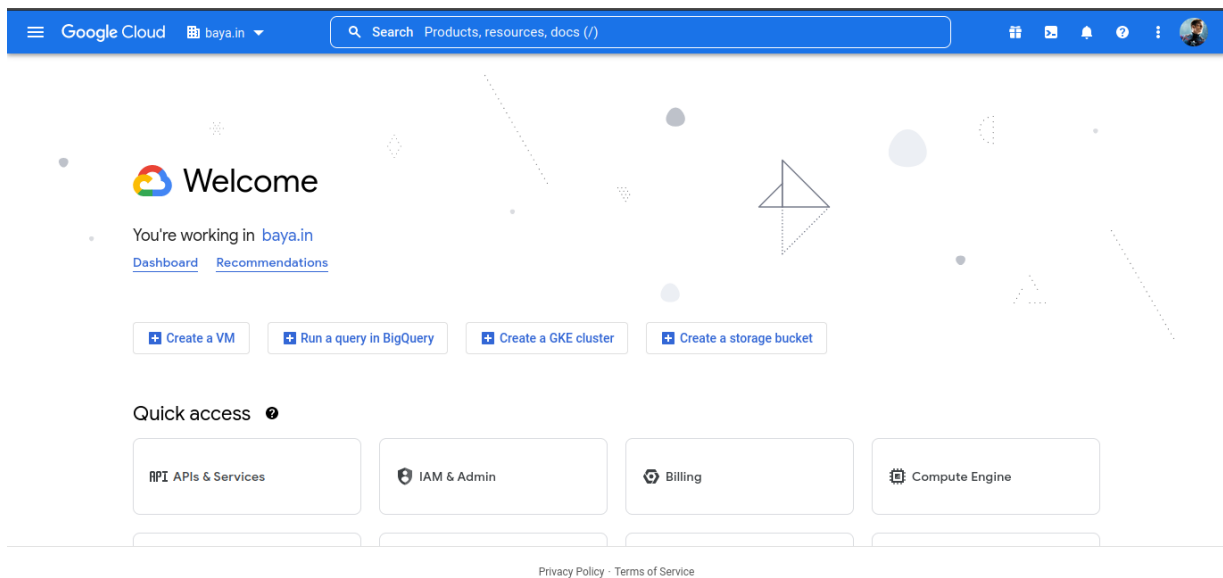 Google Cloud baya.in Search Products, resources, docs (/)
Welcome
You're working in baya.in
Dashboard Recommendations
Create a VM Run a query in BigQuery Create a GKE cluster Create a storage bucket
Quick access
API APIs & Services IAM & Admin Billing Compute Engine
Privacy Policy · Terms of Service